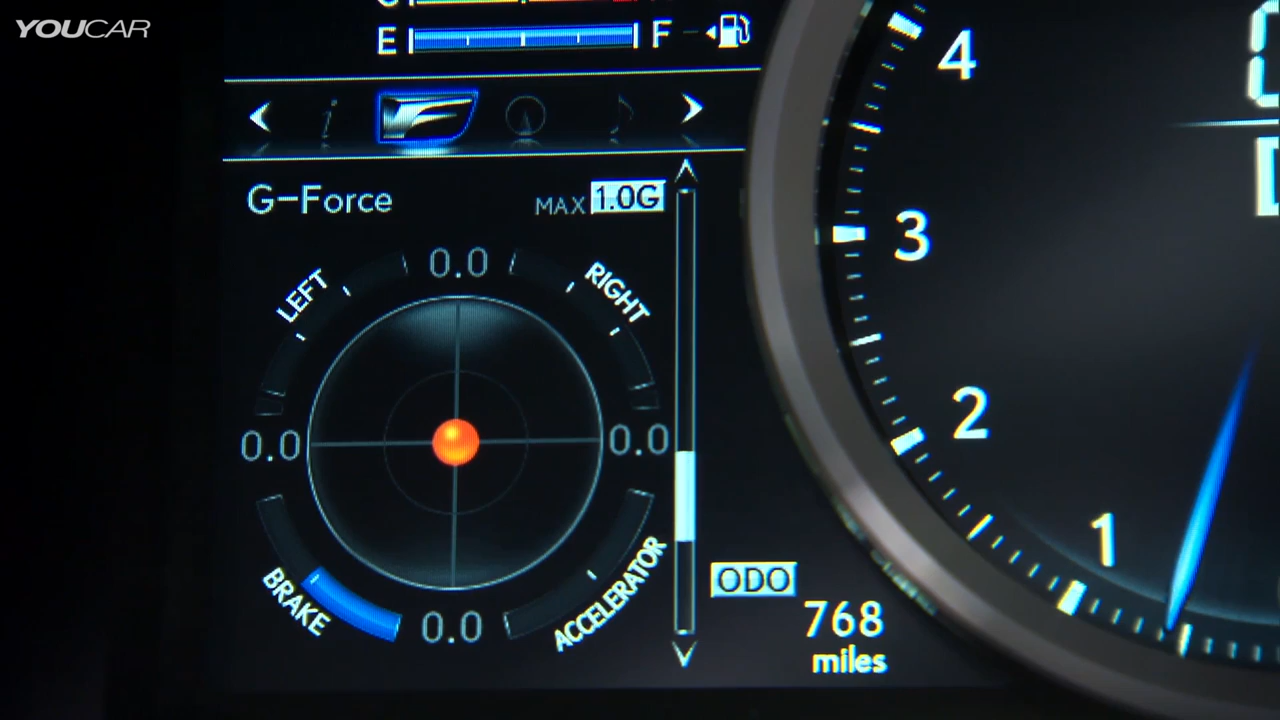 YOUCAR
E F
4
i F
G-Force MAX 1.0G
3
LEFT 0.0 RIGHT
0.0 0.0
2
1
BRAKE 0.0 ACCELERATOR
ODO
768
miles